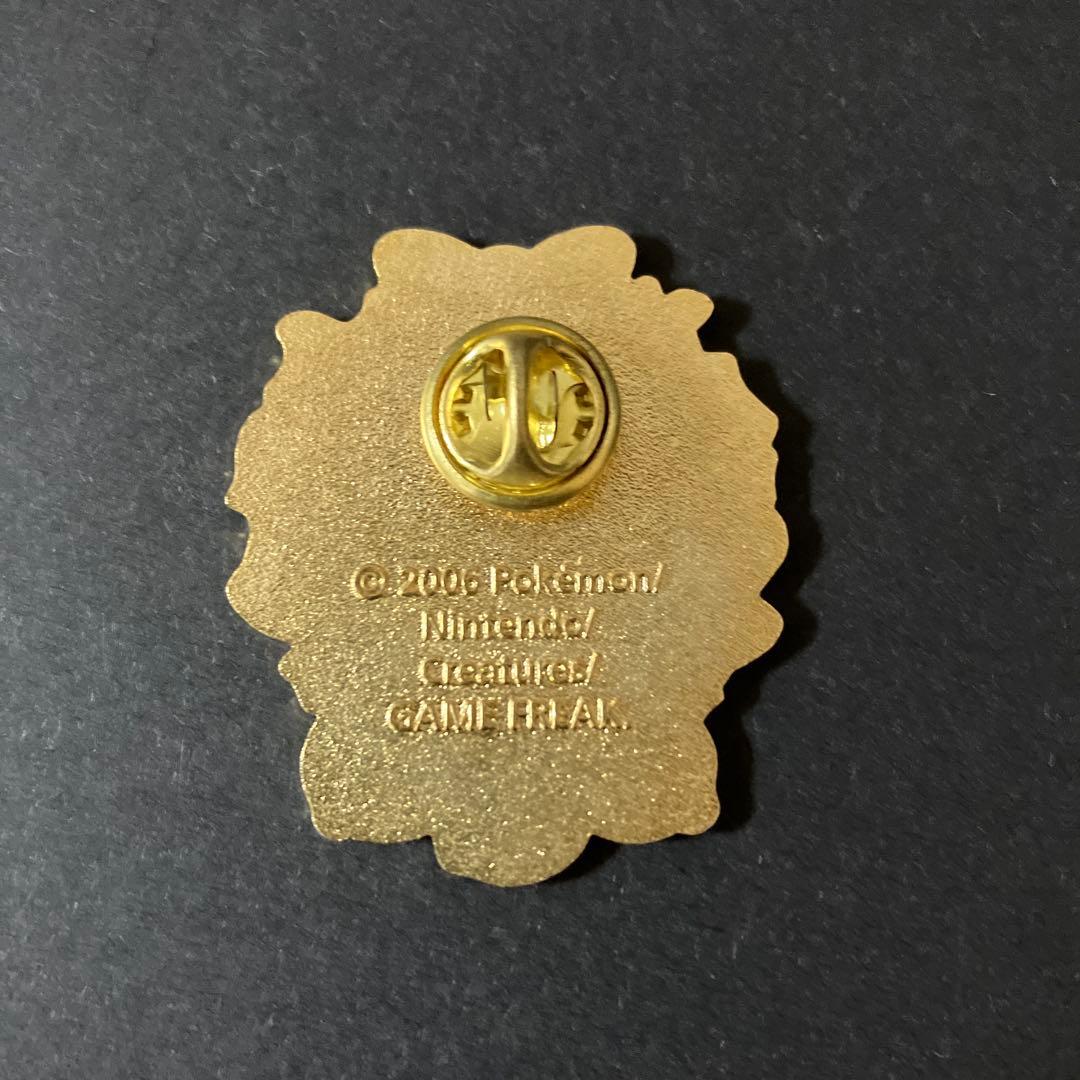 © 2006 Pokémon/
Nintendo/
Creatures/
GAME FREAK.